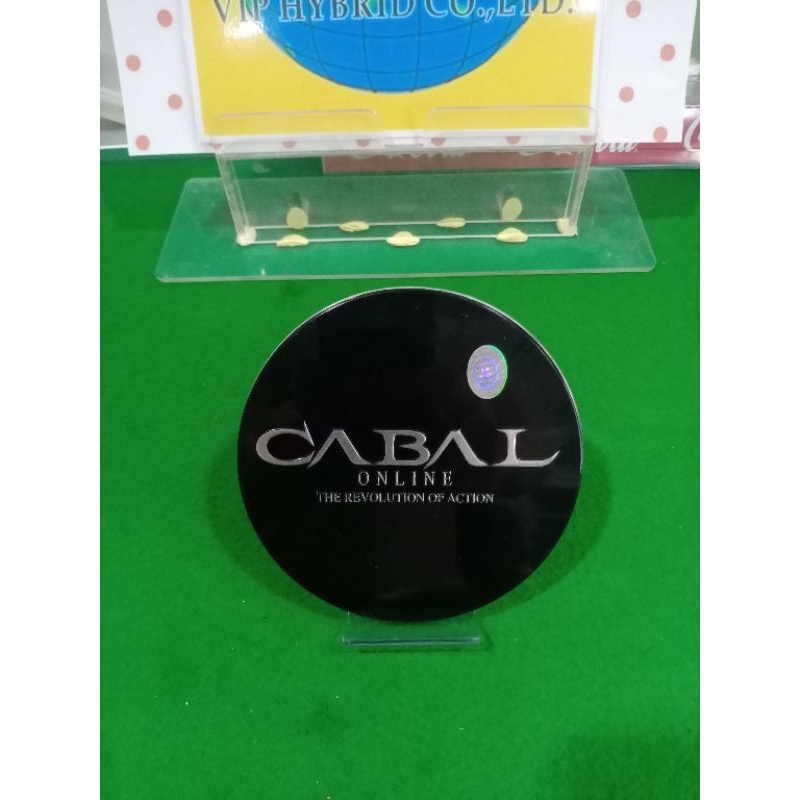 VIP HYBRID CO.,LTD.
CABAL
ONLINE
THE REVOLUTION OF ACTION